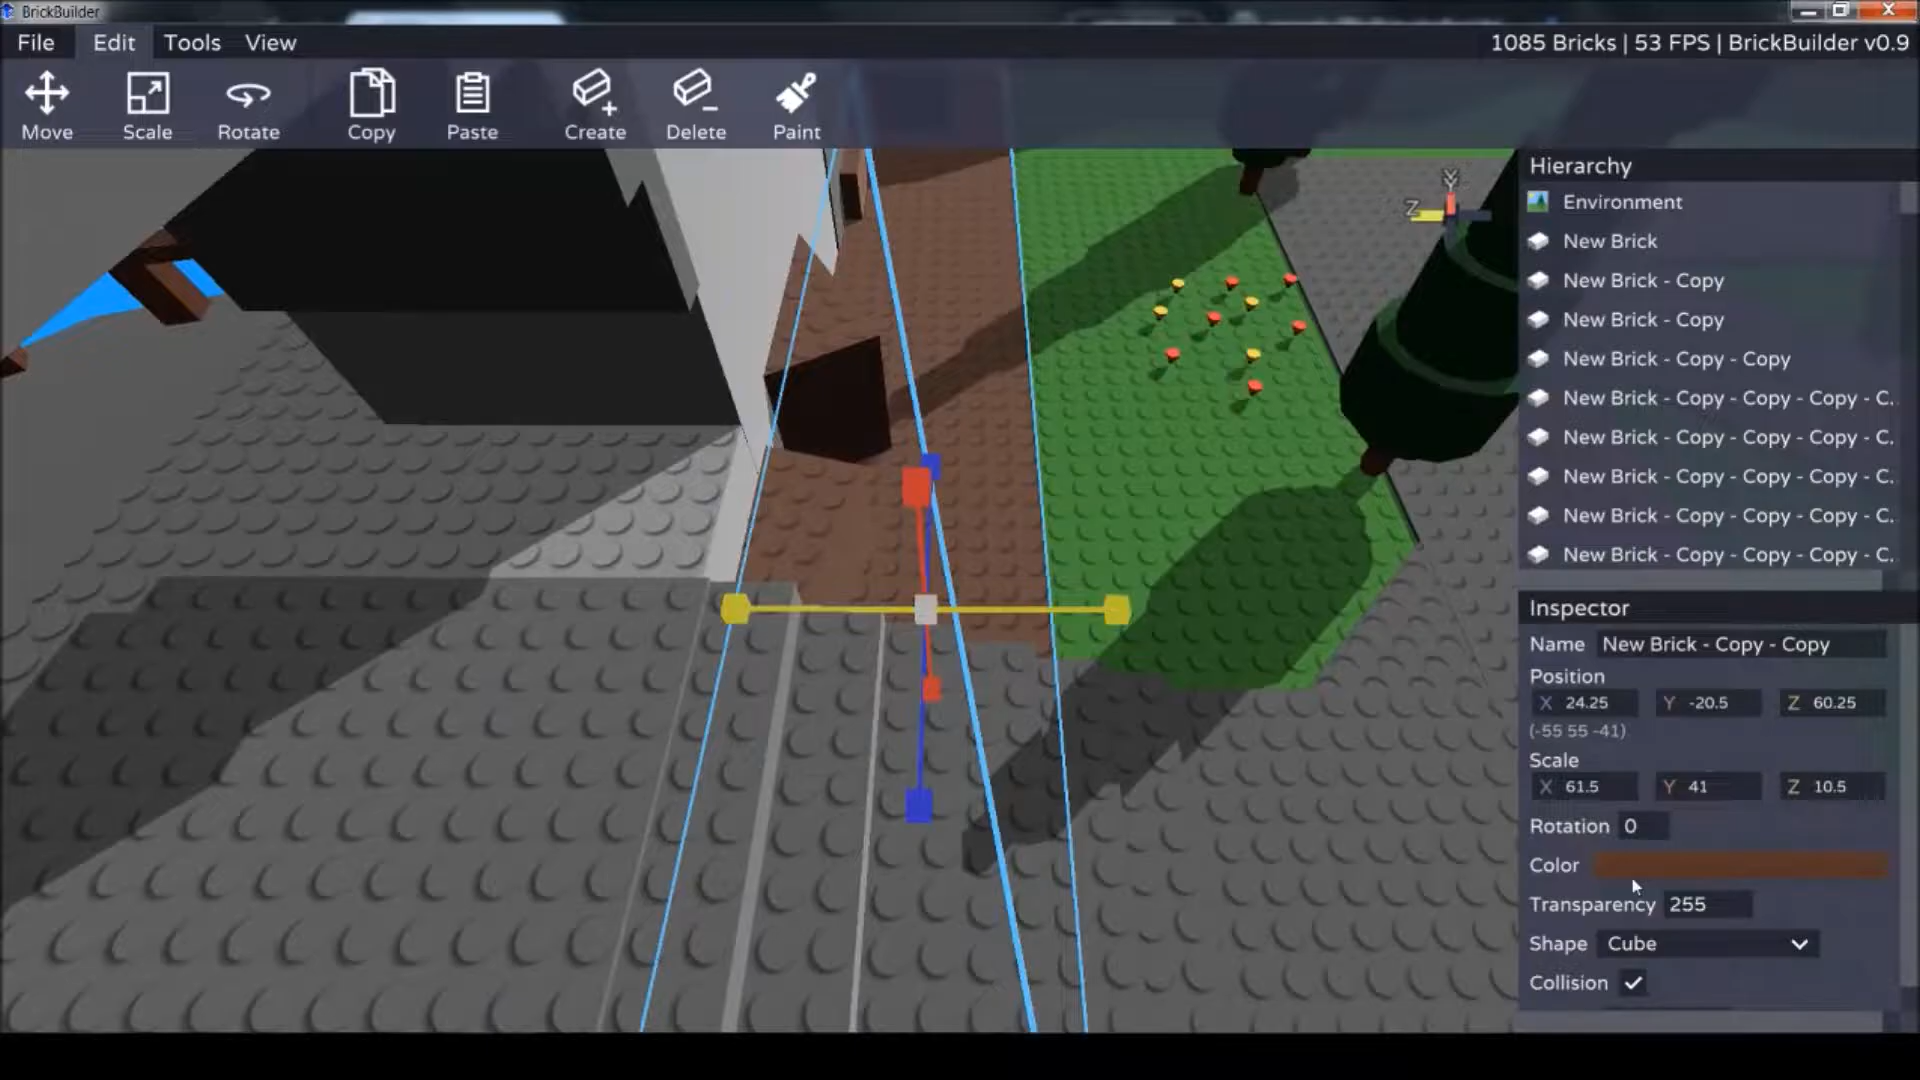 BrickBuilder
File Edit Tools View
1085 Bricks | 53 FPS | BrickBuilder v0.9
Move Scale Rotate Copy Paste Create Delete Paint
Y
Z
Hierarchy
Environment
New Brick
New Brick - Copy
New Brick - Copy
New Brick - Copy - Copy
New Brick - Copy - Copy - Copy - C.
New Brick - Copy - Copy - Copy - C.
New Brick - Copy - Copy - Copy - C.
New Brick - Copy - Copy - Copy - C.
New Brick - Copy - Copy - Copy - C.
Inspector
Name New Brick - Copy - Copy
Position
X 24.25 Y -20.5 Z 60.25
(-55 55 -41)
Scale
X 61.5 Y 41 Z 10.5
Rotation 0
Color
Transparency 255
Shape Cube
Collision